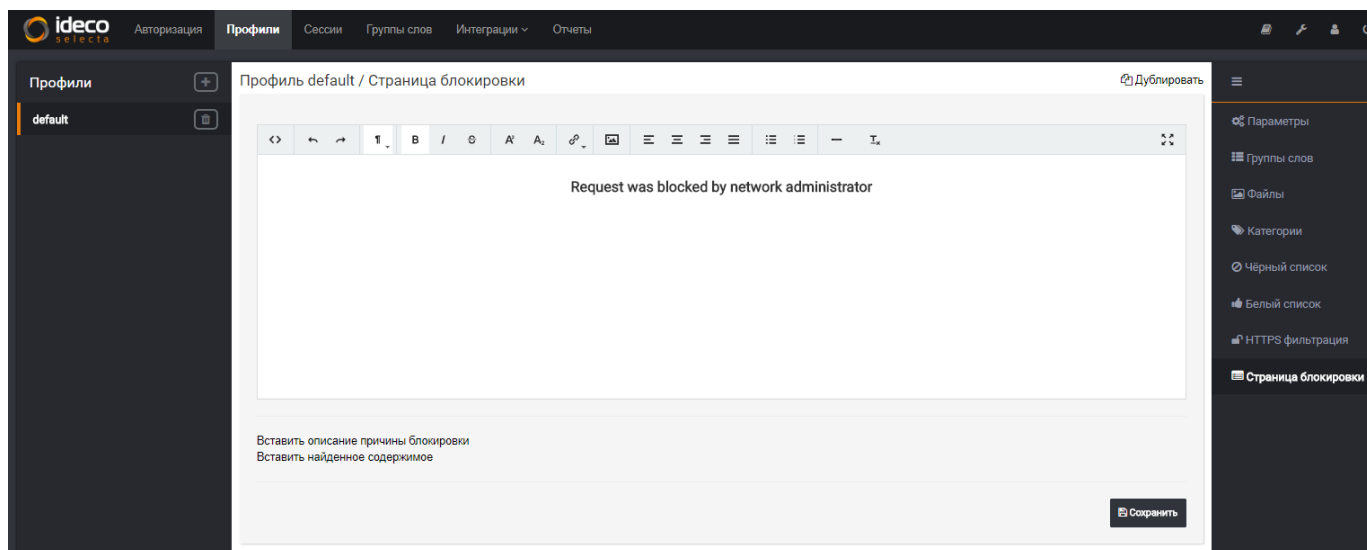 ideco
selecta
Авторизация
Профили
Сессии
Группы слов
Интеграции
Отчеты
Профили
default
Профиль default / Страница блокировки
Дублировать
B I S A² A₂
Request was blocked by network administrator
Вставить описание причины блокировки
Вставить найденное содержимое
Сохранить
Параметры
Группы слов
Файлы
Категории
Чёрный список
Белый список
HTTPS фильтрация
Страница блокировки